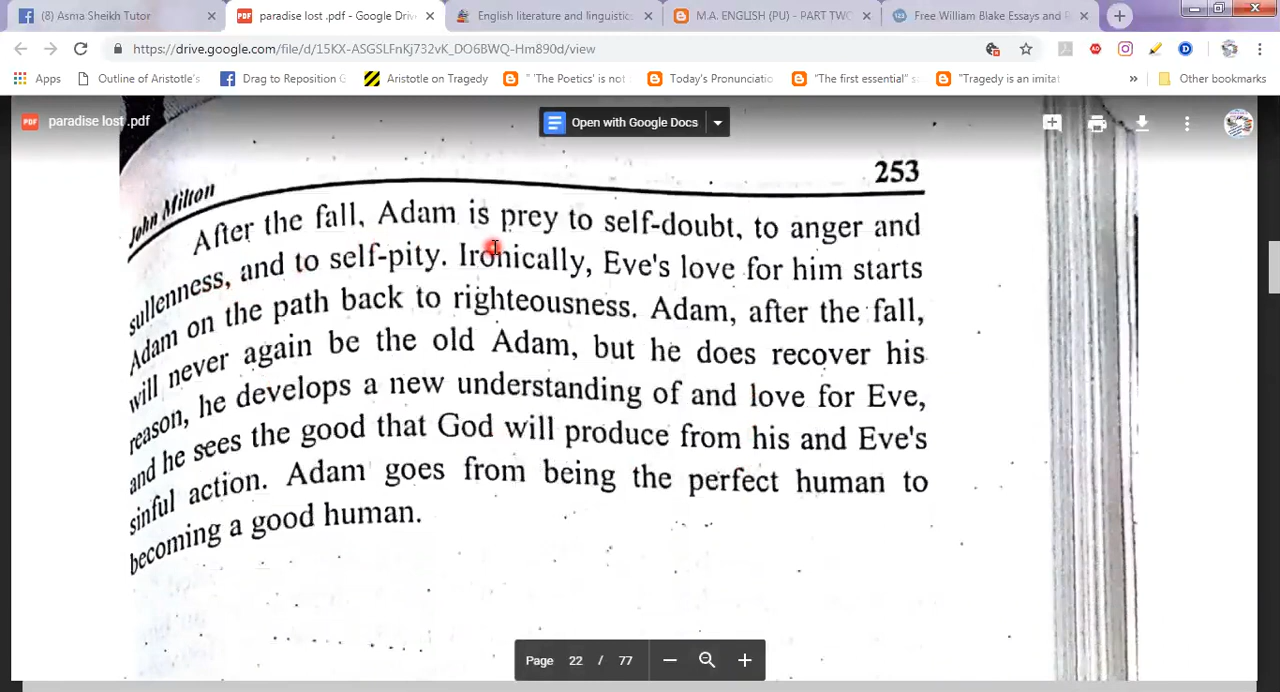 (8) Asma Sheikh Tutor
paradise lost .pdf - Google Driv
English literature and linguistics
M.A. ENGLISH (PU) - PART TWO
Free William Blake Essays and
https://drive.google.com/file/d/15KX-ASGSLFnKj732vK_DO6BWQ-Hm890d/view
Apps
Outline of Aristotle's
Drag to Reposition
Aristotle on Tragedy
" 'The Poetics' is not
Today's Pronunciatio
"The first essential" s
"Tragedy is an imitat
»
Other bookmarks
PDF paradise lost .pdf
Open with Google Docs
John Milton
253
After the fall, Adam is prey to self-doubt, to anger and
sullenness, and to self-pity. Ironically, Eve's love for him starts
Adam on the path back to righteousness. Adam, after the fall,
will never again be the old Adam, but he does recover his
reason, he develops a new understanding of and love for Eve,
and he sees the good that God will produce from his and Eve's
sinful action. Adam goes from being the perfect human to
becoming a good human.
Page 22 / 77